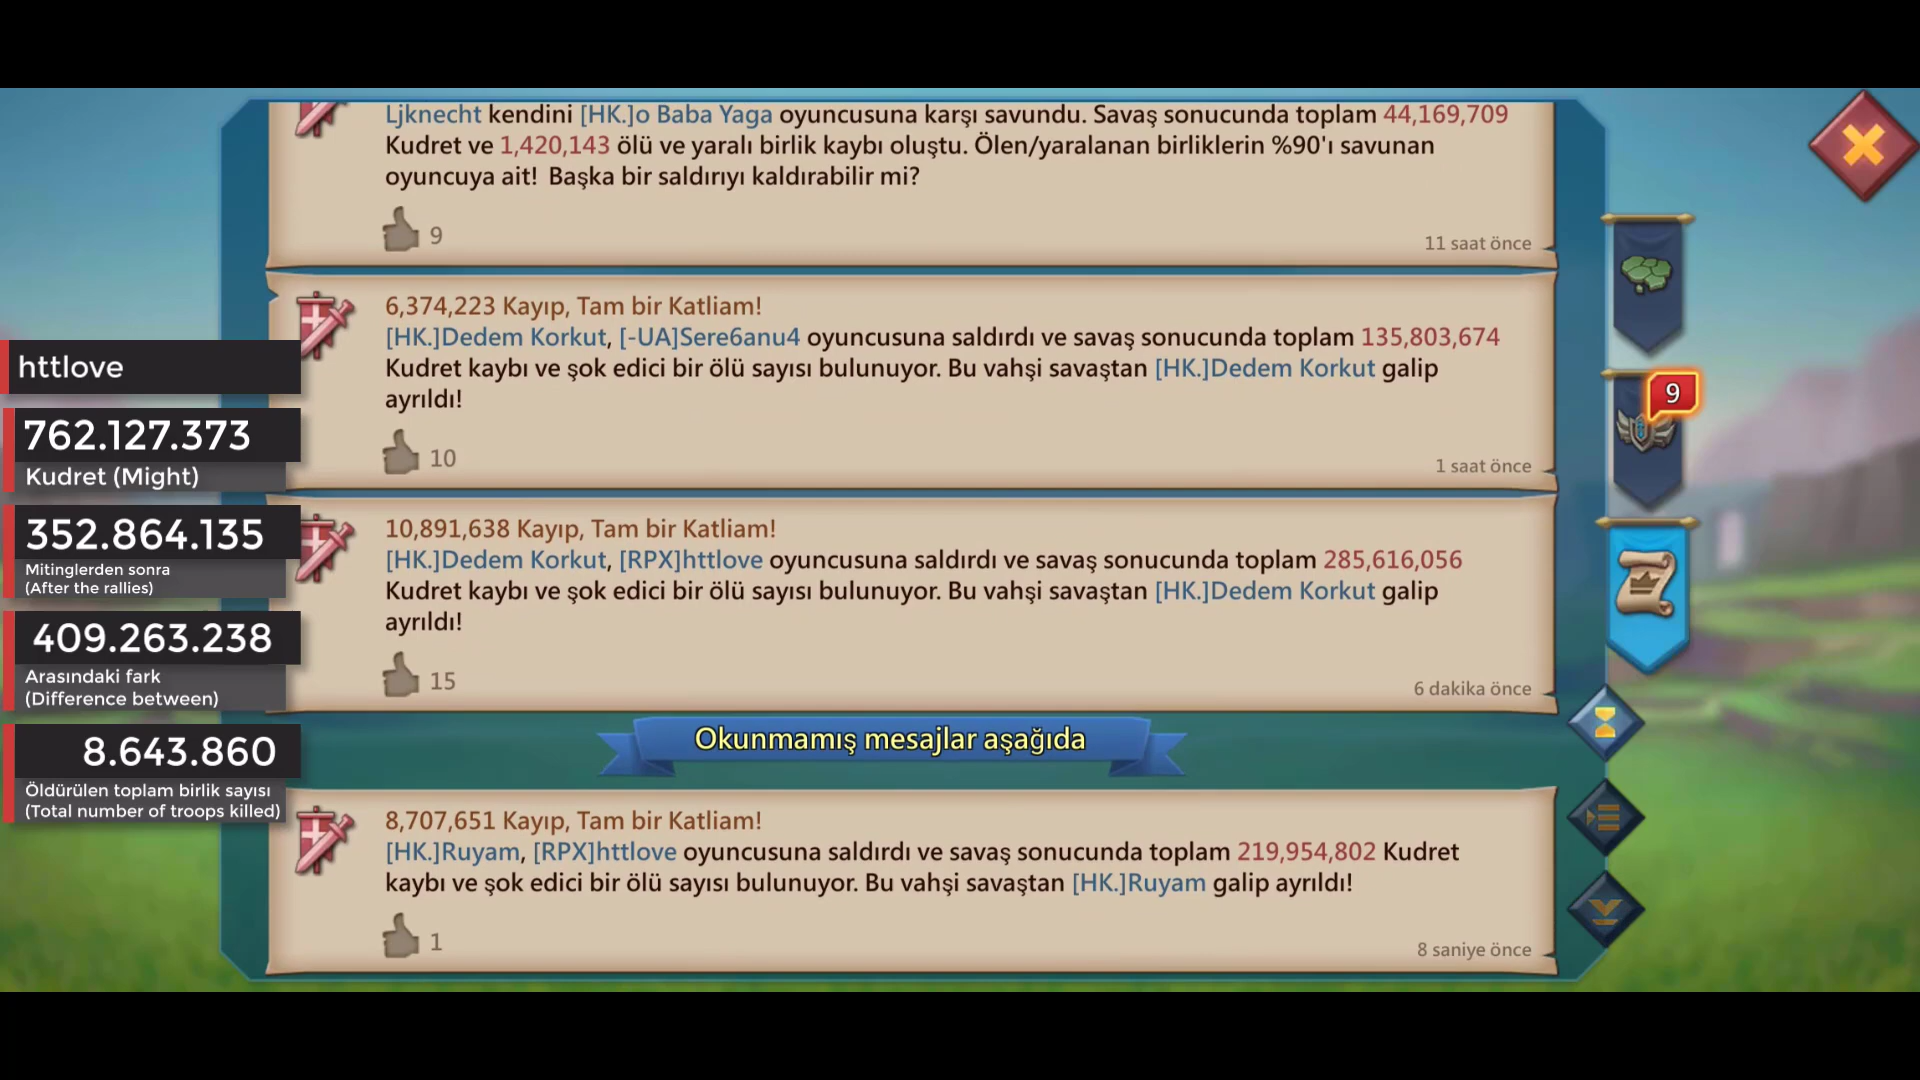 Ljknecht kendini [HK.]o Baba Yaga oyuncusuna karşı savundu. Savaş sonucunda toplam 44,169,709
Kudret ve 1,420,143 ölü ve yaralı birlik kaybı oluştu. Ölen/yaralanan birliklerin %90'ı savunan
oyuncuya ait! Başka bir saldırıyı kaldırabilir mi?
9
11 saat önce
6,374,223 Kayıp, Tam bir Katliam!
[HK.]Dedem Korkut, [-UA]Sere6anu4 oyuncusuna saldırdı ve savaş sonucunda toplam 135,803,674
Kudret kaybı ve şok edici bir ölü sayısı bulunuyor. Bu vahşi savaştan [HK.]Dedem Korkut galip
ayrıldı!
10
1 saat önce
10,891,638 Kayıp, Tam bir Katliam!
[HK.]Dedem Korkut, [RPX]httlove oyuncusuna saldırdı ve savaş sonucunda toplam 285,616,056
Kudret kaybı ve şok edici bir ölü sayısı bulunuyor. Bu vahşi savaştan [HK.]Dedem Korkut galip
ayrıldı!
15
6 dakika önce
Okunmamış mesajlar aşağıda
8,707,651 Kayıp, Tam bir Katliam!
[HK.]Ruyam, [RPX]httlove oyuncusuna saldırdı ve savaş sonucunda toplam 219,954,802 Kudret
kaybı ve şok edici bir ölü sayısı bulunuyor. Bu vahşi savaştan [HK.]Ruyam galip ayrıldı!
1
8 saniye önce
httlove
762.127.373
Kudret (Might)
352.864.135
Mitinglerden sonra
(After the rallies)
409.263.238
Arasındaki fark
(Difference between)
8.643.860
Öldürülen toplam birlik sayısı
(Total number of troops killed)
9